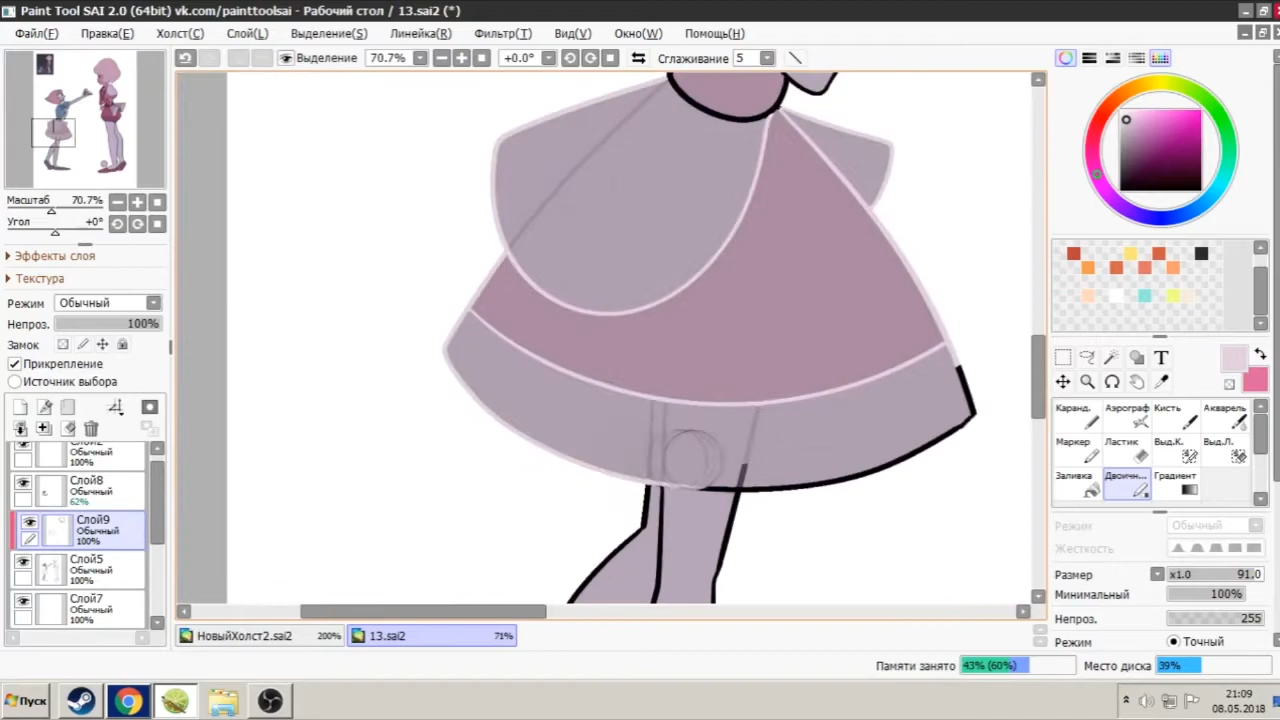 Paint Tool SAI 2.0 (64bit) vk.com/painttoolsai - Рабочий стол / 13.sai2 (*)
Файл(F) Правка(E) Холст(C) Слой(L) Выделение(S) Линейка(R) Фильтр(T) Вид(V) Окно(W) Помощь(H)
Выделение 70.7% +0.0° Сглаживание 5
Масштаб 70.7%
Угол +0°
Эффекты слоя
Текстура
Режим Обычный
Непроз. 100%
Замок
Прикрепление
Источник выбора
Обычный
100%
Слой8
Обычный
62%
Слой9
Обычный
100%
Слой5
Обычный
100%
Слой7
Обычный
100%
T
Каранд. Аэрограф Кисть Акварель
Маркер Ластик Выд.К. Выд.Л.
Заливка Двоичн... Градиент
Режим Обычный
Жесткость
Размер x1.0 91.0
Минимальный 100%
Непроз. 255
Режим Точный
НовыйХолст2.sai2 200% 13.sai2 71%
Памяти занято 43% (60%) Место диска 39%
Пуск
21:09
08.05.2018